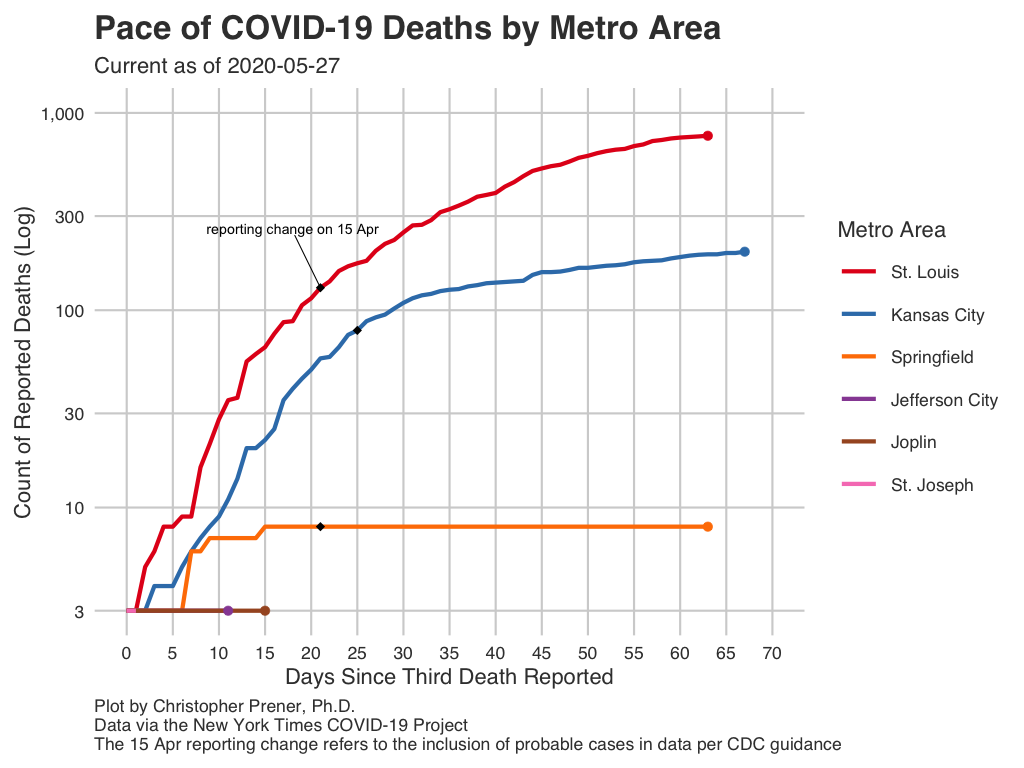 Pace of COVID-19 Deaths by Metro Area
Current as of 2020-05-27
Count of Reported Deaths (Log)
1,000
300
100
30
10
3
reporting change on 15 Apr
0 5 10 15 20 25 30 35 40 45 50 55 60 65 70
Days Since Third Death Reported
Metro Area
St. Louis
Kansas City
Springfield
Jefferson City
Joplin
St. Joseph
Plot by Christopher Prener, Ph.D.
Data via the New York Times COVID-19 Project
The 15 Apr reporting change refers to the inclusion of probable cases in data per CDC guidance